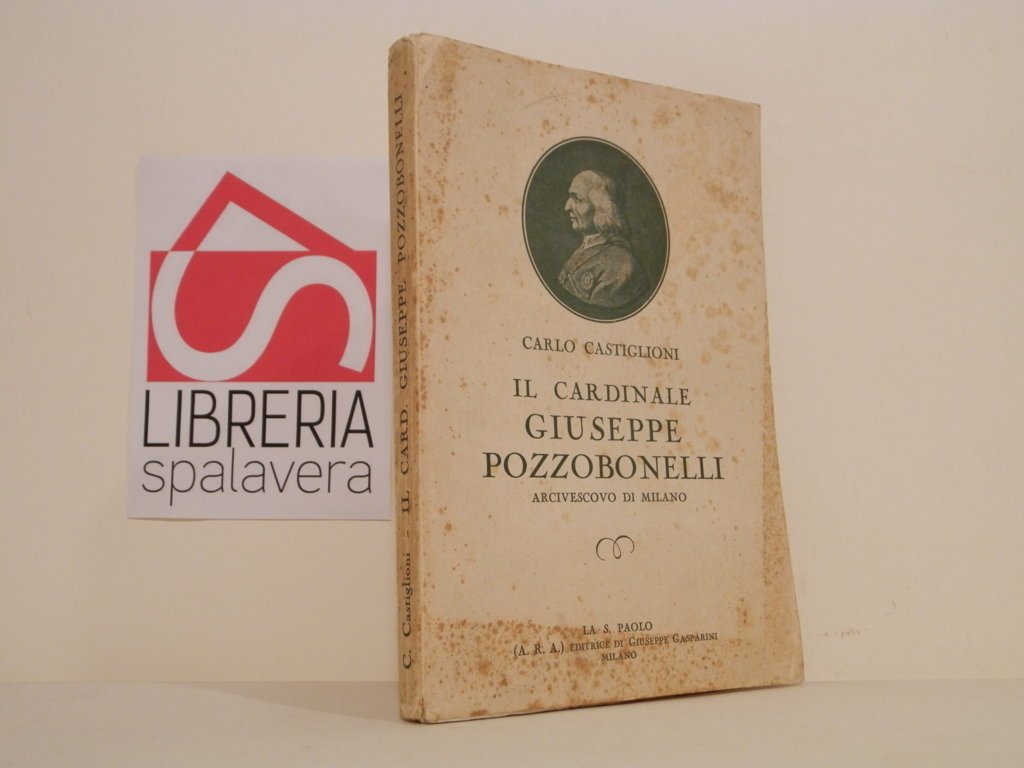 LIBRERIA
spalavera
C. Castiglioni - IL CARD. GIUSEPPE POZZOBONELLI
CARLO CASTIGLIONI
IL CARDINALE
GIUSEPPE
POZZOBONELLI
ARCIVESCOVO DI MILANO
LA S. PAOLO
(A. R. A.) EDITRICE DI GIUSEPPE GASPARINI
MILANO